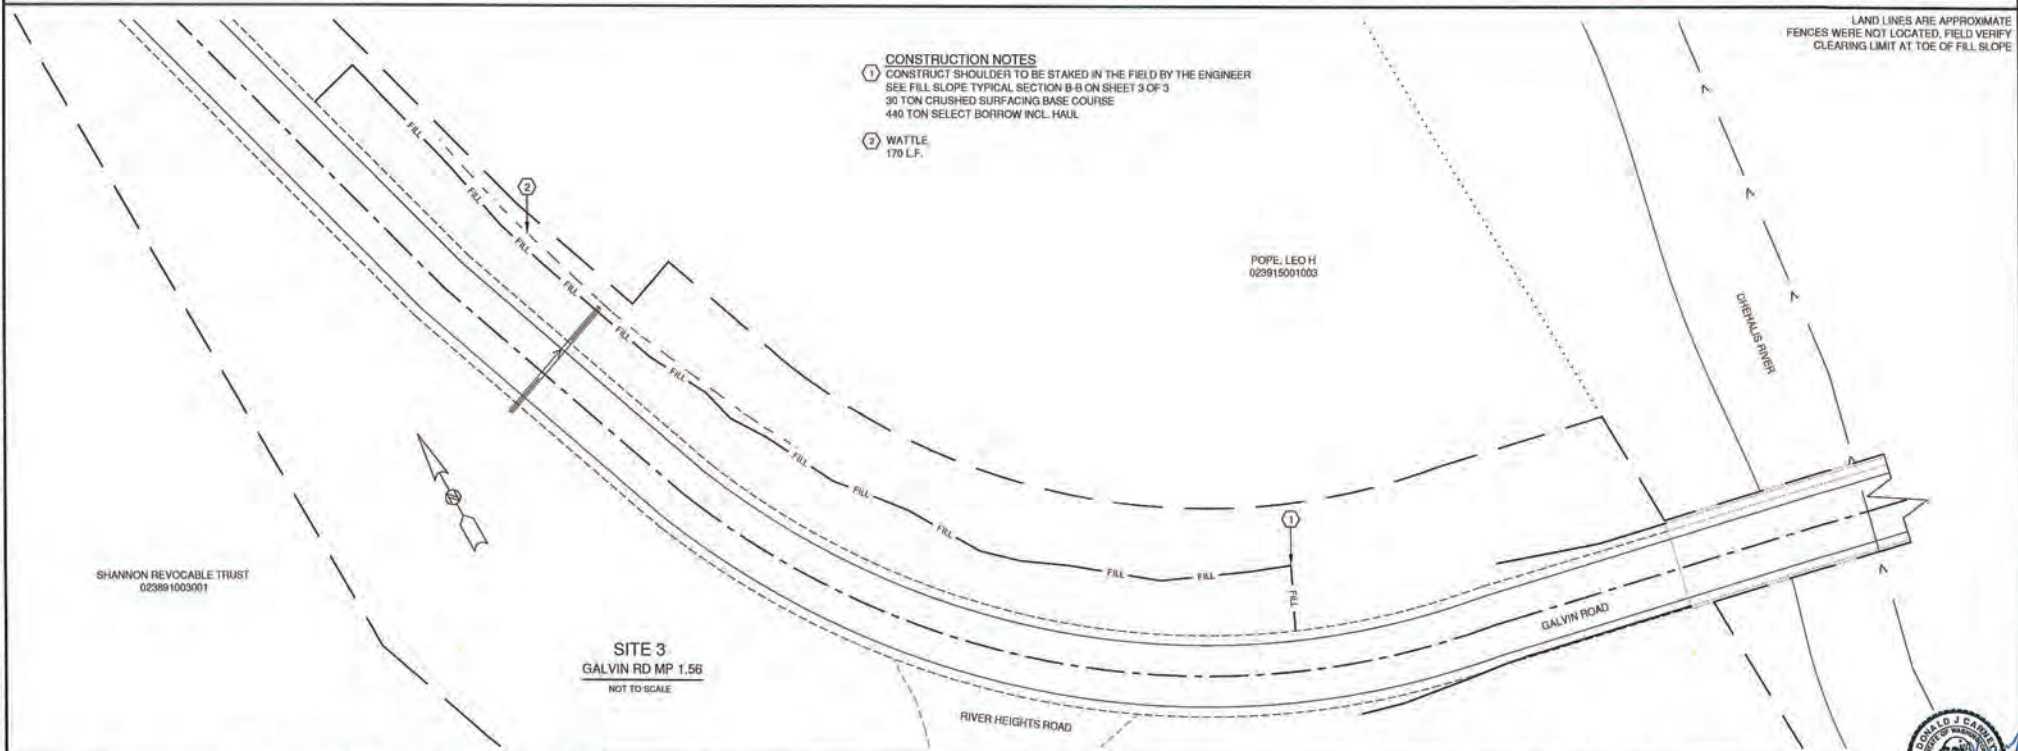 LAND LINES ARE APPROXIMATE
FENCES WERE NOT LOCATED, FIELD VERIFY
CLEARING LIMIT AT TOE OF FILL SLOPE
CONSTRUCTION NOTES
1 CONSTRUCT SHOULDER TO BE STAKED IN THE FIELD BY THE ENGINEER
SEE FILL SLOPE TYPICAL SECTION B-B ON SHEET 3 OF 3
30 TON CRUSHED SURFACING BASE COURSE
440 TON SELECT BORROW INCL. HAUL
2 WATTLE
170 L.F.
FILL
FILL
2
FILL
FILL
FILL
FILL
FILL
FILL
FILL
FILL
FILL
FILL
1
POPE, LEO H
023915001003
CHEHALIS RIVER
N
SHANNON REVOCABLE TRUST
023891003001
SITE 3
GALVIN RD MP 1.56
NOT TO SCALE
RIVER HEIGHTS ROAD
GALVIN ROAD
DONALD J
OF WASHINGTON